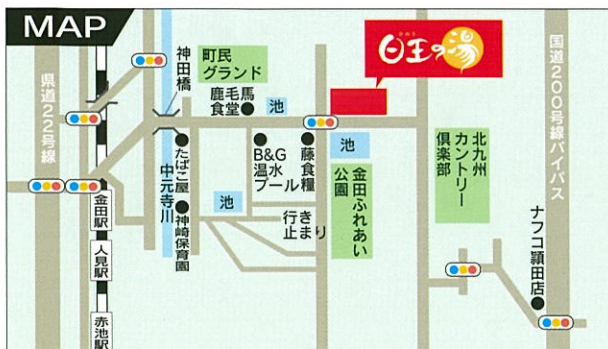 MAP
県道22号線
神田橋
町民
グランド
鹿毛馬
食堂
池
日王の湯
国道200号線バイパス
たばこ屋
中元寺川
神崎保育園
B&G
温水
プール
藤食糧
池
金田ふれあい
公園
北九州
カントリー
倶楽部
池
行き
止まり
金田駅
人見駅
赤池駅
ナフコ頴田店